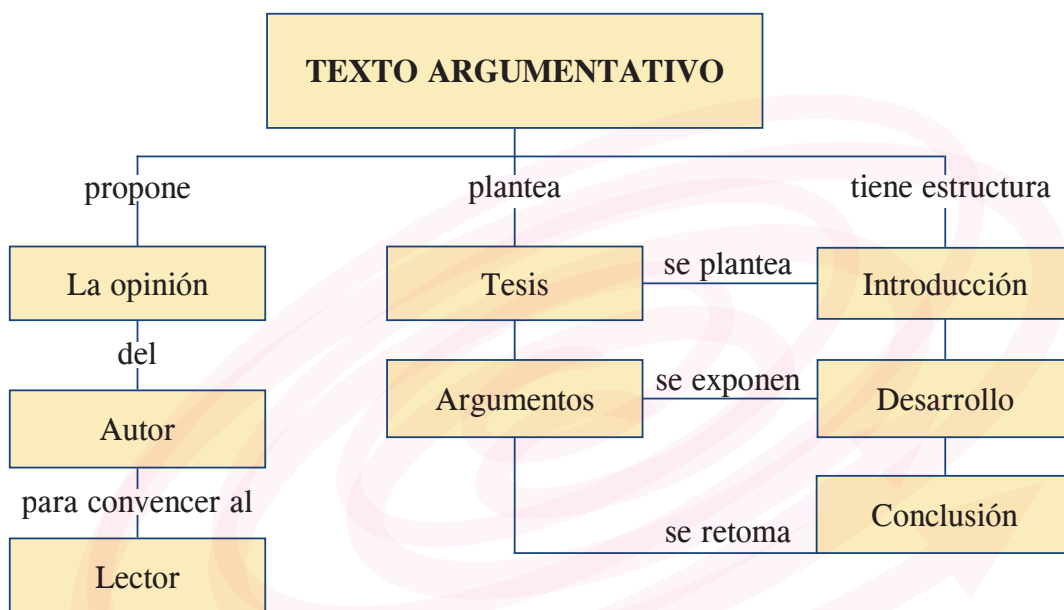 TEXTO ARGUMENTATIVO
propone
plantea
tiene estructura
La opinión
Tesis
se plantea
Introducción
del
Autor
Argumentos
se exponen
Desarrollo
para convencer al
Lector
se retoma
Conclusión